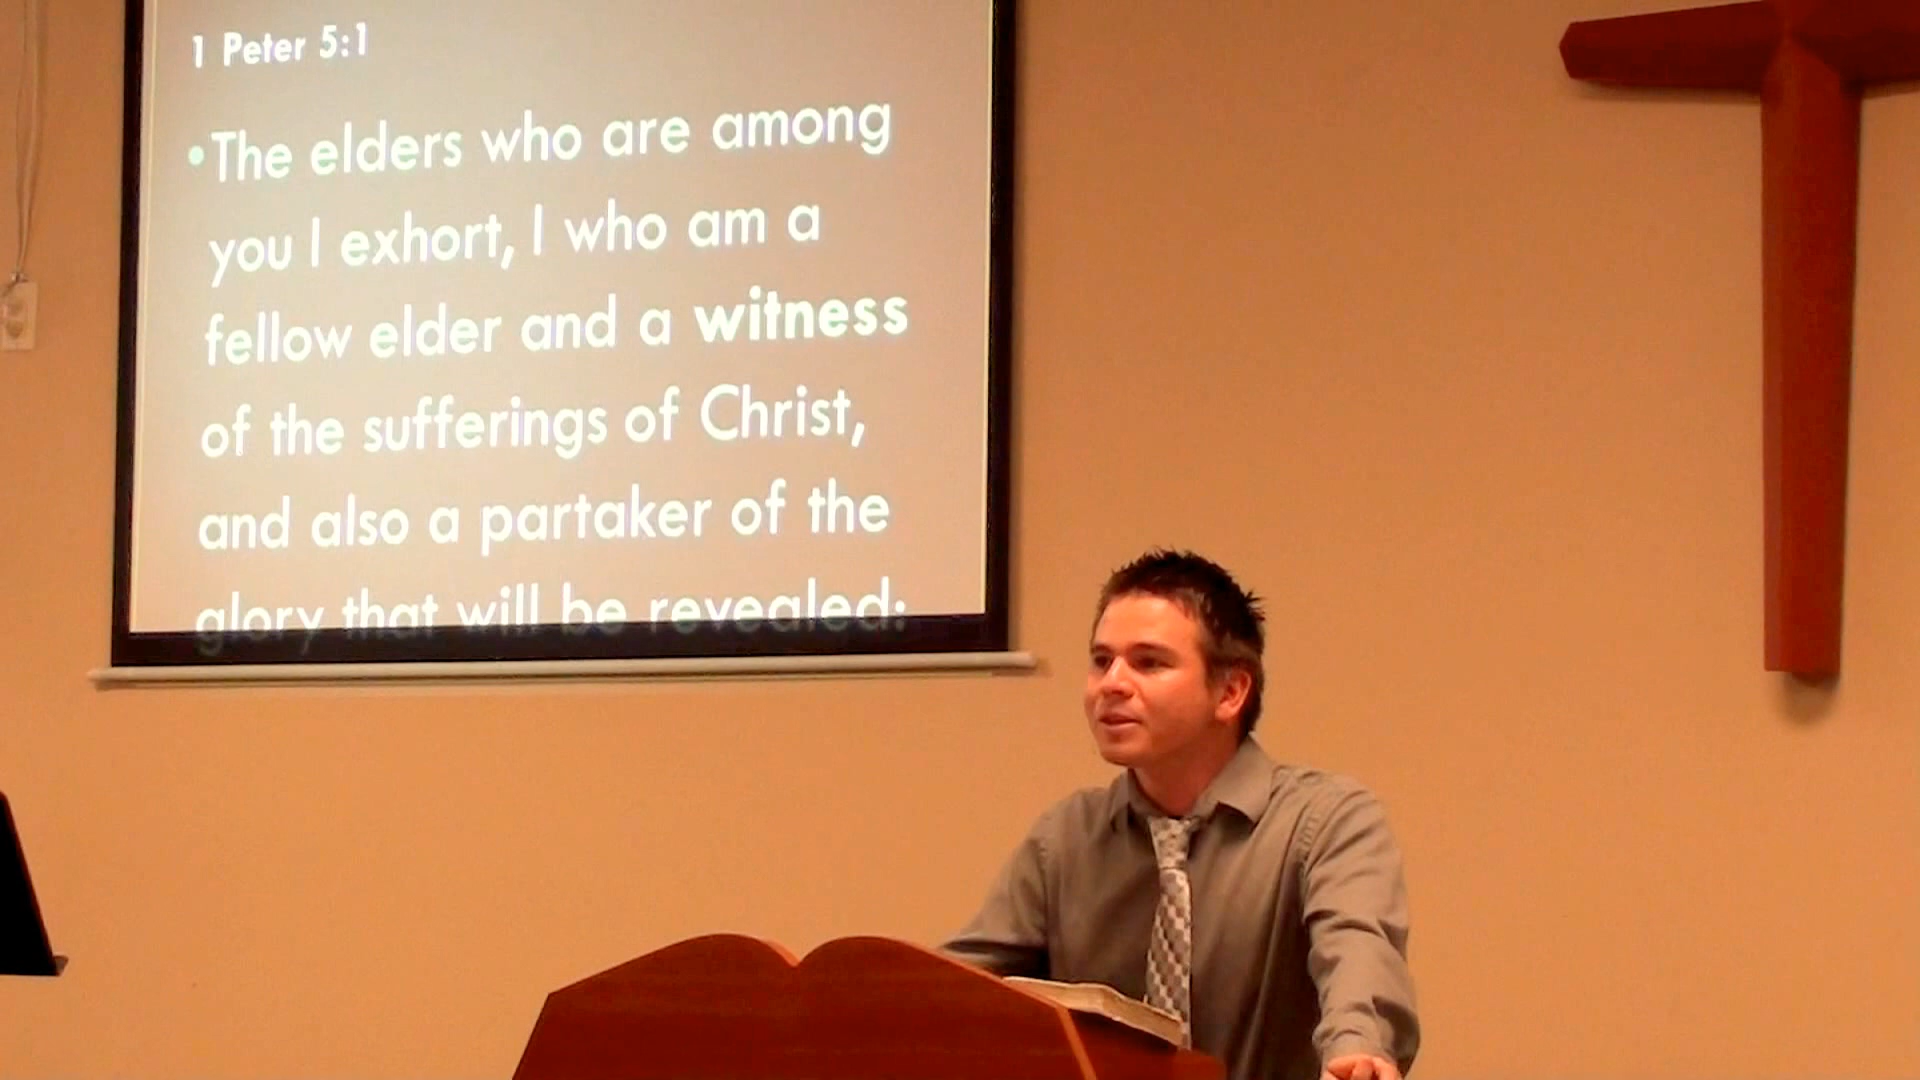 1 Peter 5:1
•The elders who are among
you I exhort, I who am a
fellow elder and a witness
of the sufferings of Christ,
and also a partaker of the
glory that will be revealed: